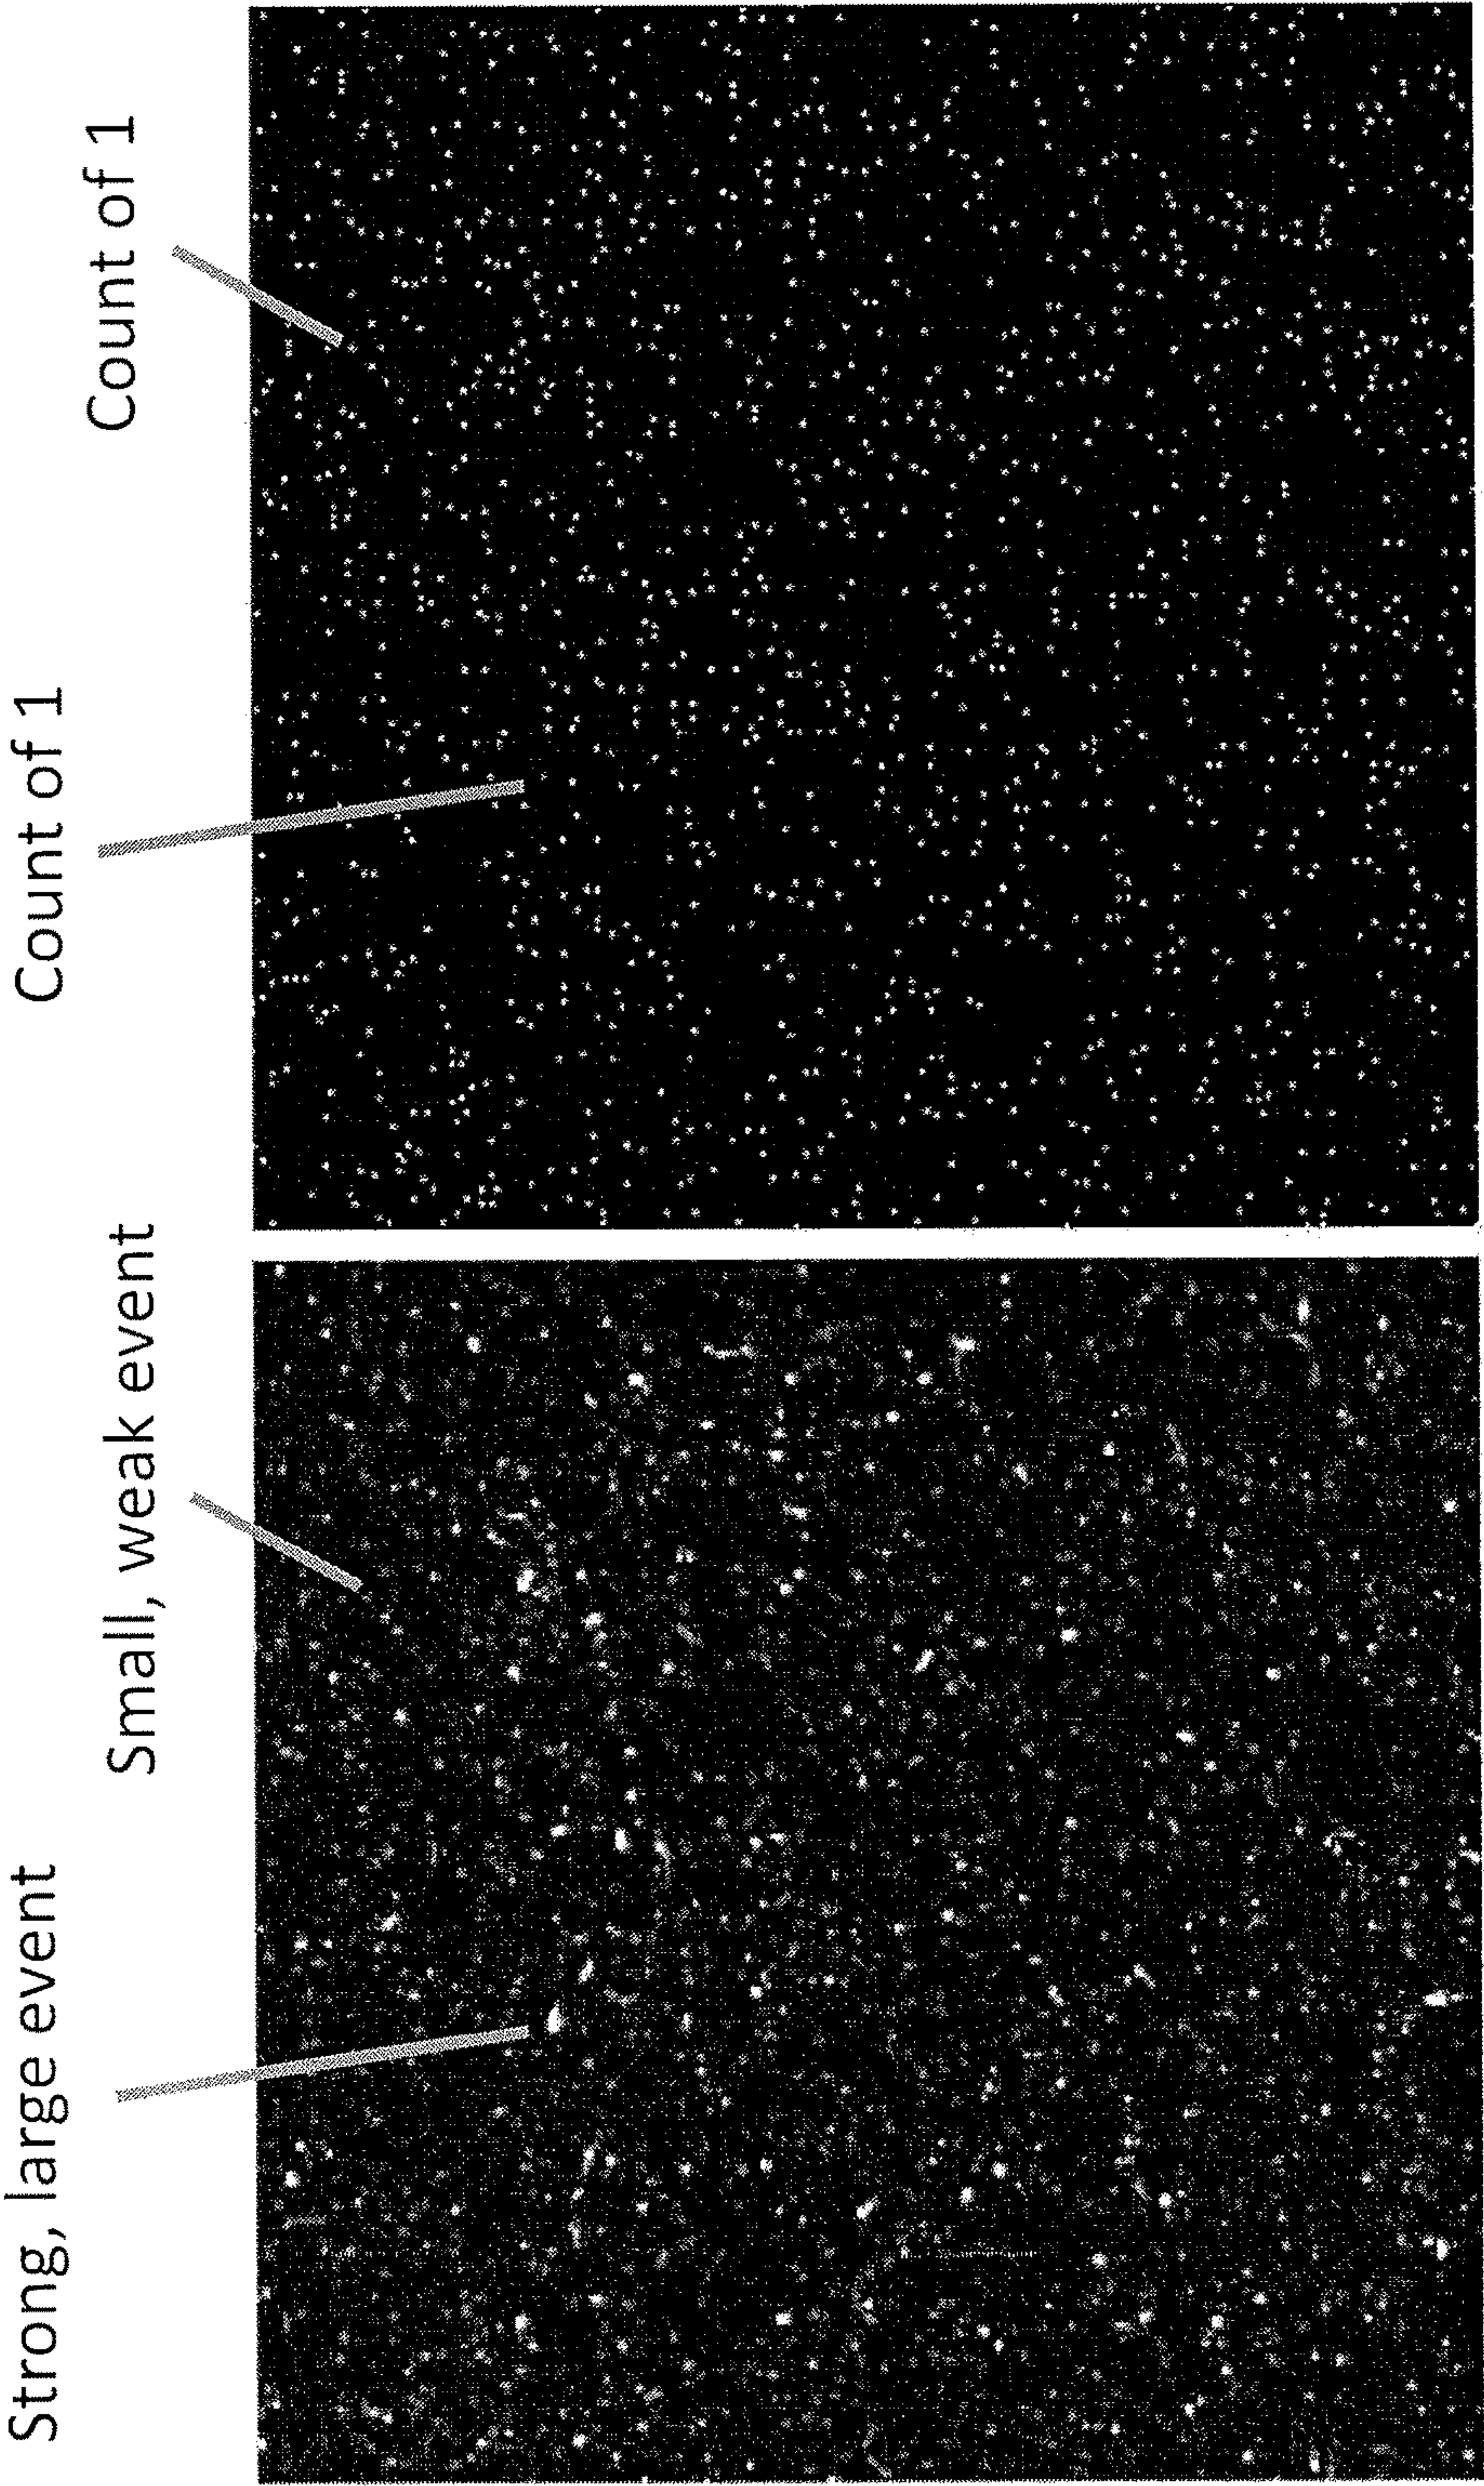 Strong, large event
Small, weak event
Count of 1
Count of 1